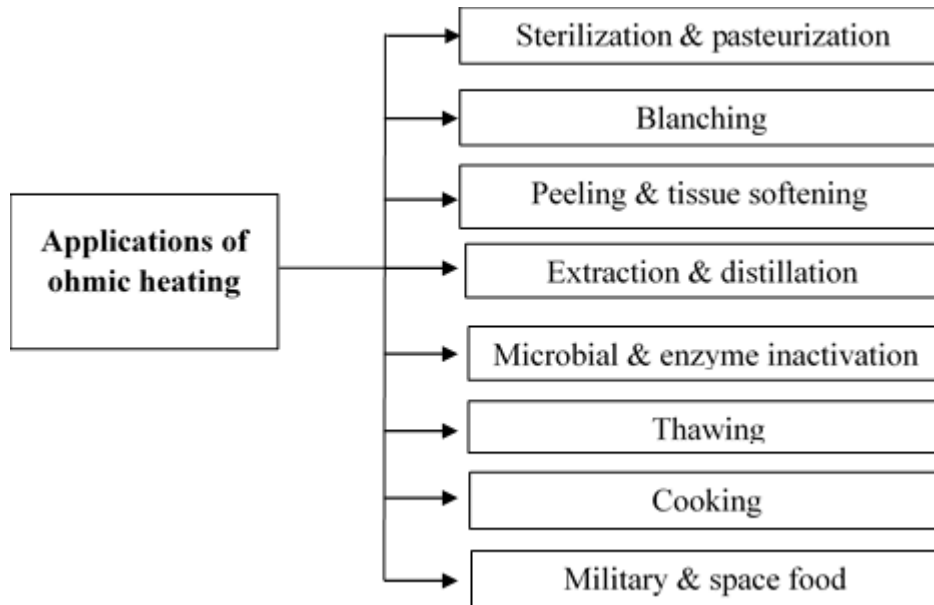 Applications of
ohmic heating
Sterilization & pasteurization
Blanching
Peeling & tissue softening
Extraction & distillation
Microbial & enzyme inactivation
Thawing
Cooking
Military & space food